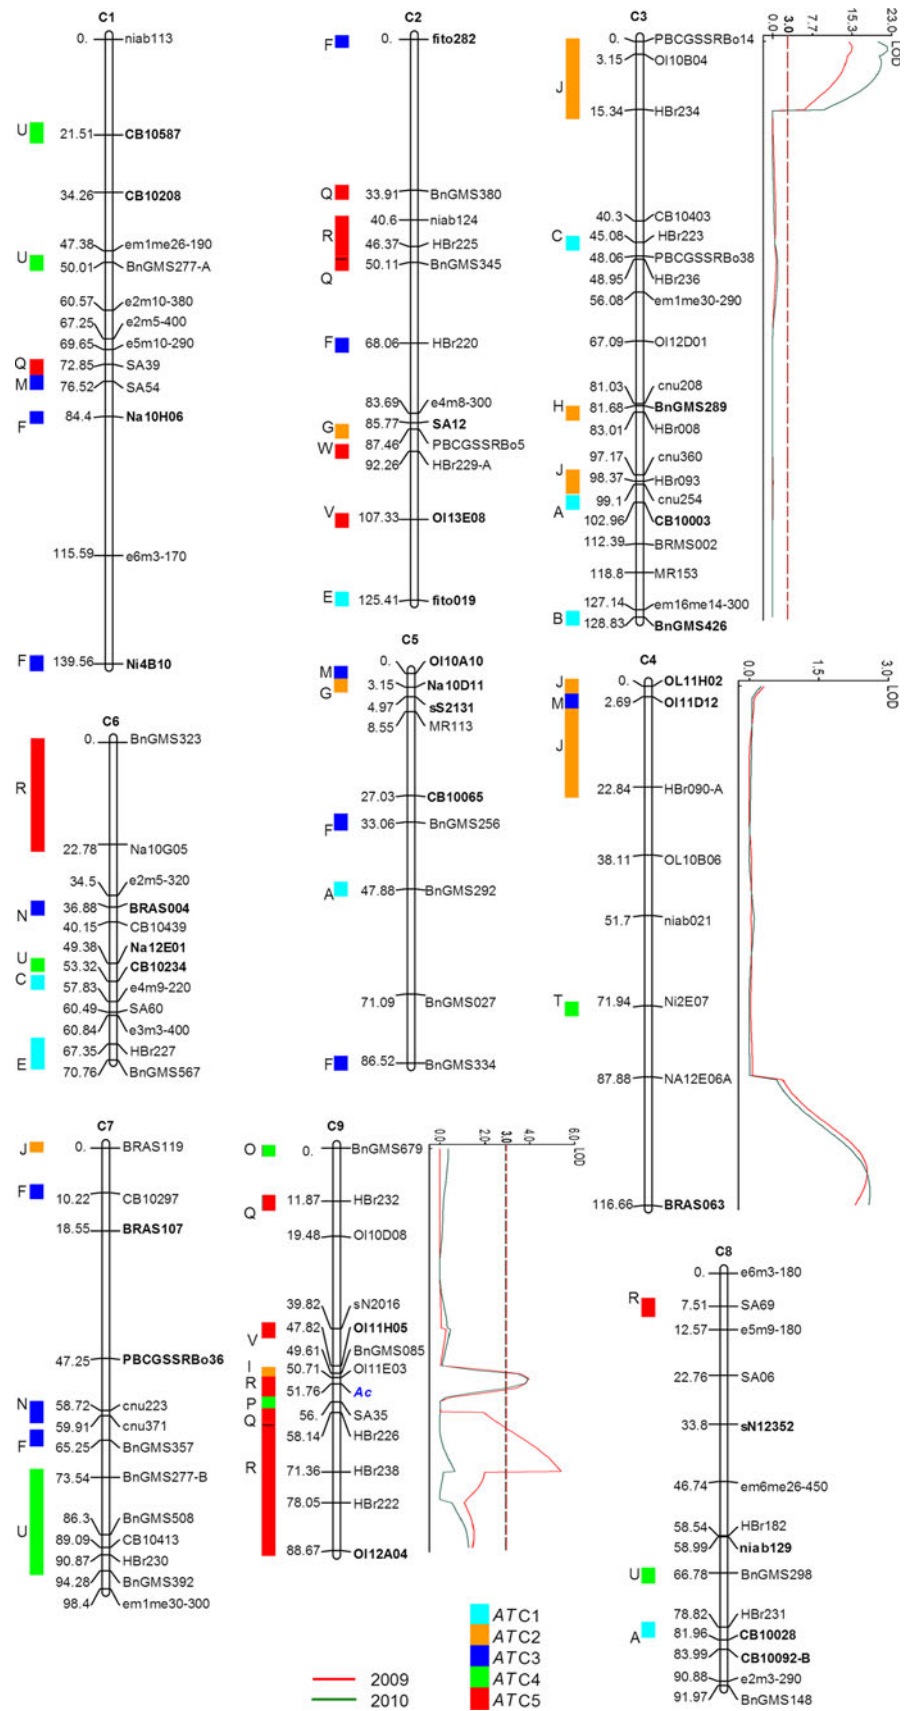 C1
0. niab113
U
21.51 CB10587
34.26 CB10208
47.38 em1me26-190
U
50.01 BnGMS277-A
60.57 e2m10-380
67.25 e2m5-400
69.65 e5m10-290
Q
72.85 SA39
M
76.52 SA54
F
84.4 Na10H06
115.59 e6m3-170
F
139.56 Ni4B10
C2
F
0. fito282
Q
33.91 BnGMS380
40.6 niab124
R
46.37 HBr225
50.11 BnGMS345
Q
F
68.06 HBr220
83.69 e4m8-300
G
85.77 SA12
87.46 PBCGSSRBo5
W
92.26 HBr229-A
V
107.33 OI13E08
E
125.41 fito019
C3
0. PBCGSSRBo14
3.15 OI10B04
J
15.34 HBr234
40.3 CB10403
C
45.08 HBr223
48.06 PBCGSSRBo38
48.95 HBr236
56.08 em1me30-290
67.09 OI12D01
81.03 cnu208
H
81.68 BnGMS289
83.01 HBr008
97.17 cnu360
J
98.37 HBr093
99.1 cnu254
A
102.96 CB10003
112.39 BRMS002
118.8 MR153
127.14 em16me14-300
B
128.83 BnGMS426
0.0 3.0 7.7 15.3 23.0
LOD
C5
0. OI10A10
M
3.15 Na10D11
G
4.97 sS2131
8.55 MR113
27.03 CB10065
F
33.06 BnGMS256
A
47.88 BnGMS292
71.09 BnGMS027
F
86.52 BnGMS334
C4
J
0. OL11H02
M
2.69 OI11D12
J
22.84 HBr090-A
38.11 OL10B06
51.7 niab021
T
71.94 Ni2E07
87.88 NA12E06A
116.66 BRAS063
0.0 1.5 3.0
LOD
C6
0. BnGMS323
R
22.78 Na10G05
34.5 e2m5-320
N
36.88 BRAS004
40.15 CB10439
49.38 Na12E01
U
53.32 CB10234
C
57.83 e4m9-220
60.49 SA60
60.84 e3m3-400
67.35 HBr227
E
70.76 BnGMS567
C7
J
0. BRAS119
F
10.22 CB10297
18.55 BRAS107
47.25 PBCGSSRBo36
N
58.72 cnu223
59.91 cnu371
F
65.25 BnGMS357
73.54 BnGMS277-B
U
86.3 BnGMS508
89.09 CB10413
90.87 HBr230
94.28 BnGMS392
98.4 em1me30-300
C9
O
0. BnGMS679
Q
11.87 HBr232
19.48 OI10D08
39.82 sN2016
V
47.82 OI11H05
49.61 BnGMS085
I
50.71 OI11E03
R
51.76 Ac
P
56. SA35
Q
58.14 HBr226
R
71.36 HBr238
78.05 HBr222
88.67 OI12A04
0.0 2.0 3.0 4.0 6.0
LOD
C8
0. e6m3-180
R
7.51 SA69
12.57 e5m9-180
22.76 SA06
33.8 sN12352
46.74 em6me26-450
58.54 HBr182
58.99 niab129
U
66.78 BnGMS298
78.82 HBr231
A
81.96 CB10028
83.99 CB10092-B
90.88 e2m3-290
91.97 BnGMS148
ATC1
ATC2
ATC3
ATC4
ATC5
2009
2010